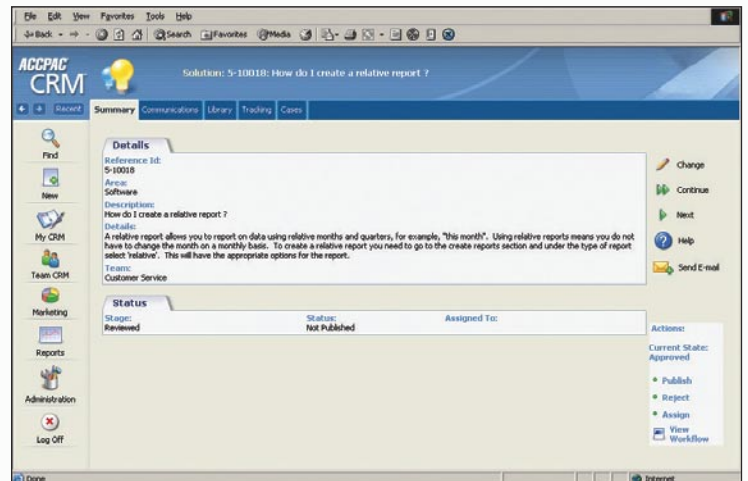 File Edit View Favorites Tools Help
Back Search Favorites Media
ACCPAC
CRM
Solution: 5-10018: How do I create a relative report ?
Recent
Summary Communications Library Tracking Cases
Find
New
My CRM
Team CRM
Marketing
Reports
Administration
Log Off
Details
Reference Id:
5-10018
Area:
Software
Description:
How do I create a relative report ?
Details:
A relative report allows you to report on data using relative months and quarters, for example, "this month". Using relative reports means you do not
have to change the month on a monthly basis. To create a relative report you need to go to the create reports section and under the type of report
select 'relative'. This will have the appropriate options for the report.
Team:
Customer Service
Status
Stage: Status: Assigned To:
Reviewed Not Published
Change
Continue
Next
Help
Send E-mail
Actions:
Current State:
Approved
Publish
Reject
Assign
View
Workflow
Done Internet